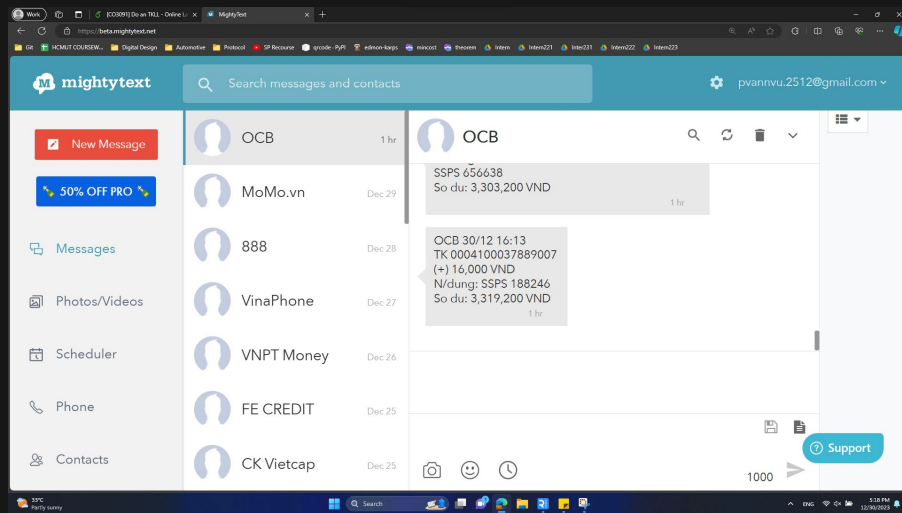 Work
[CO3091] Do an TKLL - Online L
MightyText
https://beta.mightytext.net
Git
HCMUT COURSEW...
Digital Design
Automotive
Protocol
SP Recourse
qrcode · PyPI
edmon-karps
mincost
theorem
Intern
Intern221
Inter231
Intern222
Intern223
mightytext
Search messages and contacts
pvannvu.2512@gmail.com
New Message
50% OFF PRO
Messages
Photos/Videos
Scheduler
Phone
Contacts
OCB
1 hr
MoMo.vn
Dec 29
888
Dec 28
VinaPhone
Dec 27
VNPT Money
Dec 26
FE CREDIT
Dec 25
CK Vietcap
Dec 25
OCB
SSPS 656638
So du: 3,303,200 VND
1 hr
OCB 30/12 16:13
TK 0004100037889007
(+) 16,000 VND
N/dung: SSPS 188246
So du: 3,319,200 VND
1 hr
1000
Support
33°C
Partly sunny
Search
ENG
5:18 PM
12/30/2023